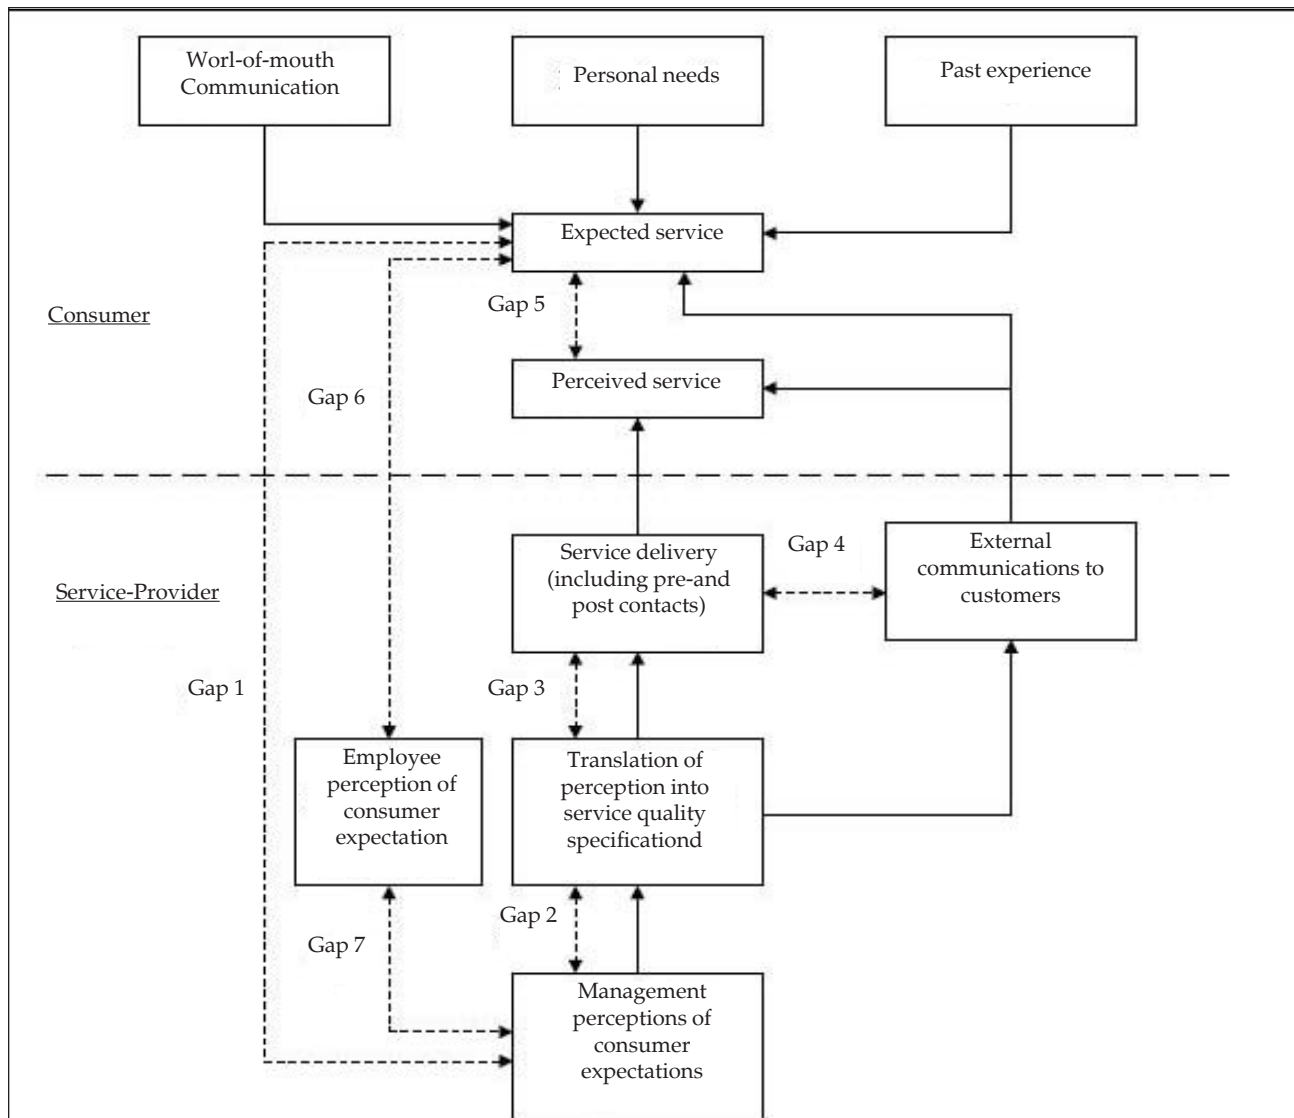 Worl-of-mouth
Communication
Personal needs
Past experience
Expected service
Gap 5
Consumer
Perceived service
Gap 6
Service delivery
(including pre-and
post contacts)
Gap 4
External
communications to
customers
Service-Provider
Gap 1
Gap 3
Employee
perception of
consumer
expectation
Translation of
perception into
service quality
specificationd
Gap 2
Gap 7
Management
perceptions of
consumer
expectations